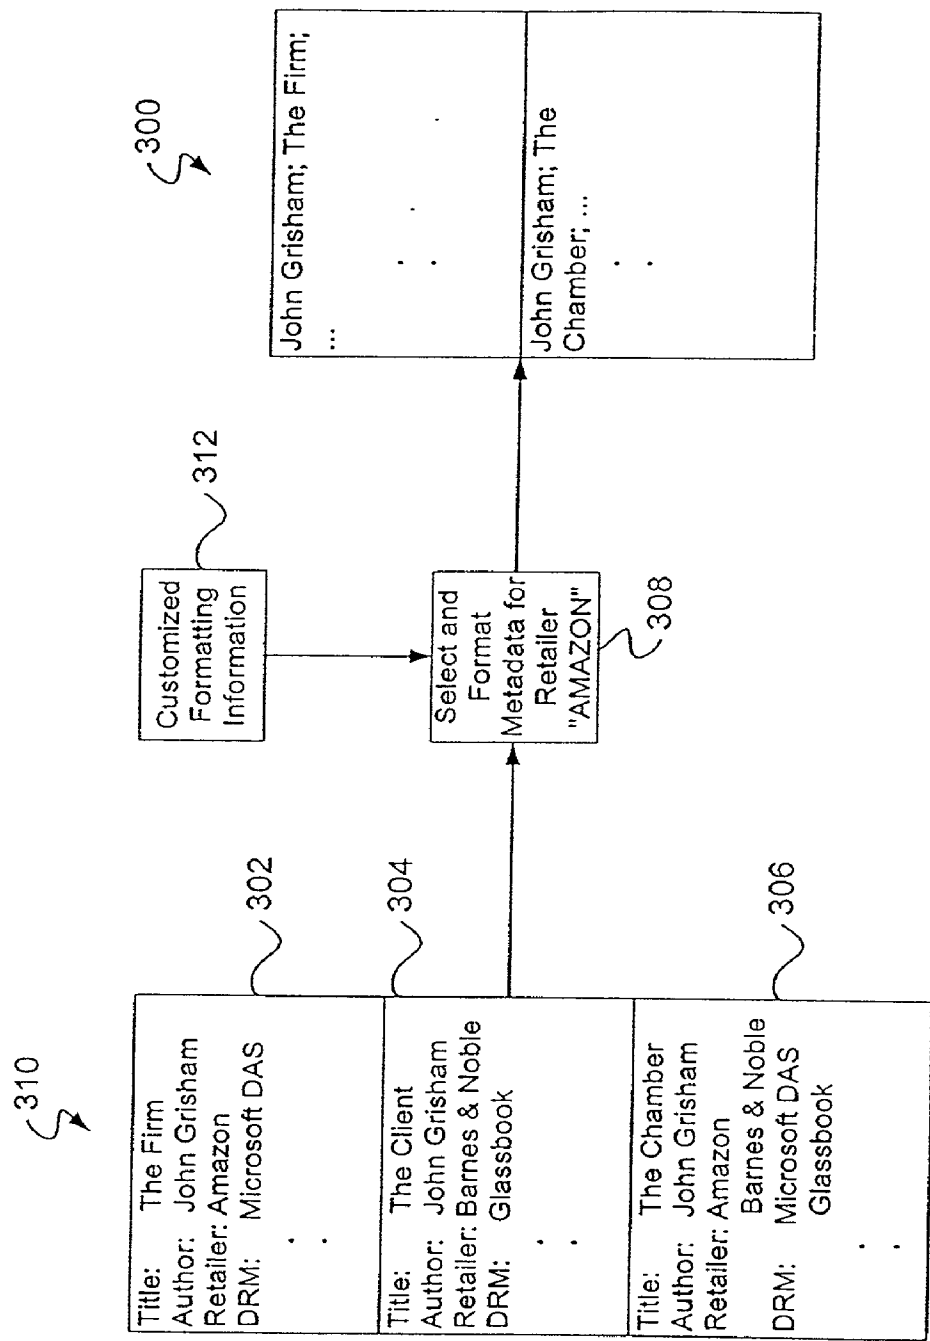 310
Title: The Firm
Author: John Grisham
Retailer: Amazon
DRM: Microsoft DAS
302
Title: The Client
Author: John Grisham
Retailer: Barnes & Noble
DRM: Glassbook
304
Title: The Chamber
Author: John Grisham
Retailer: Amazon
Barnes & Noble
DRM: Microsoft DAS
Glassbook
306
Customized
Formatting
Information
312
Select and
Format
Metadata for
Retailer
"AMAZON"
308
300
John Grisham; The Firm;
...
John Grisham; The
Chamber; ...